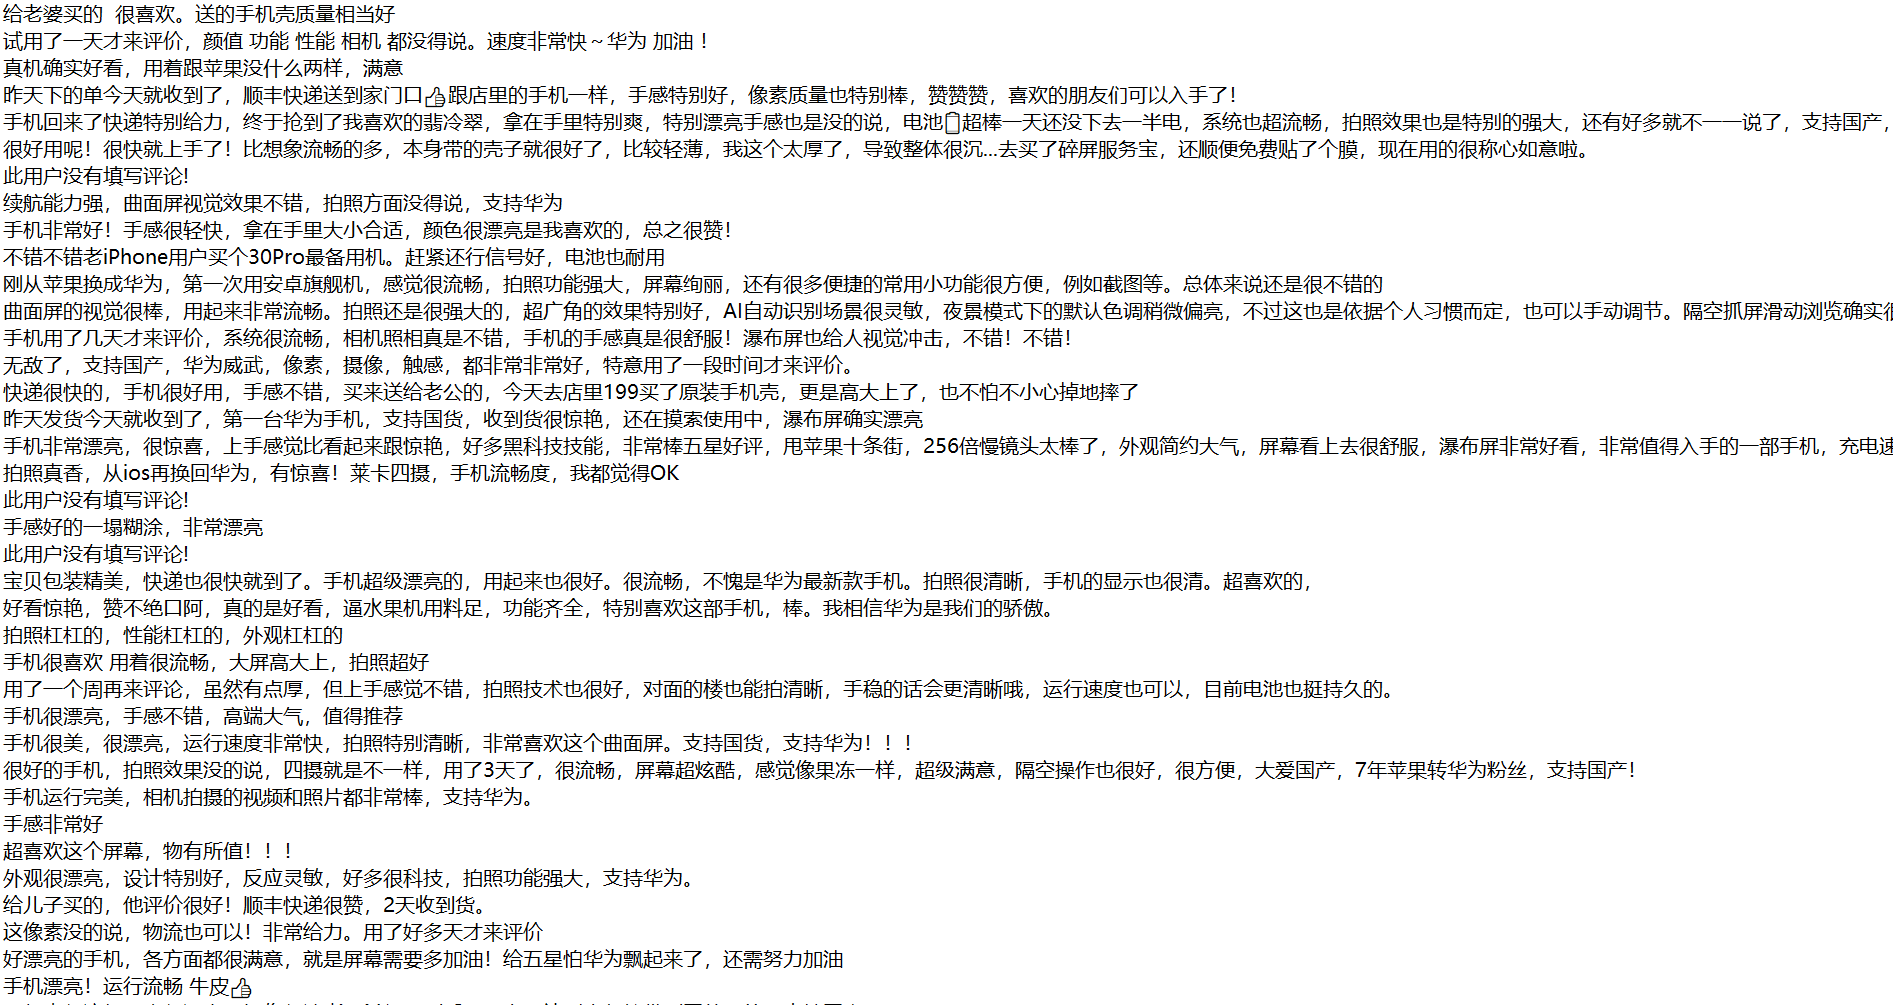 给老婆买的  很喜欢。送的手机壳质量相当好
试用了一天才来评价，颜值 功能 性能 相机 都没得说。速度非常快～华为 加油 ！
真机确实好看，用着跟苹果没什么两样，满意
昨天下的单今天就收到了，顺丰快递送到家门口👍跟店里的手机一样，手感特别好，像素质量也特别棒，赞赞赞，喜欢的朋友们可以入手了！
手机回来了快递特别给力，终于抢到了我喜欢的翡冷翠，拿在手里特别爽，特别漂亮手感也是没的说，电池📋超棒一天还没下去一半电，系统也超流畅，拍照效果也是特别的强大，还有好多就不一一说了，支持国产，
很好用呢！很快就上手了！比想象流畅的多，本身带的壳子就很好了，比较轻薄，我这个太厚了，导致整体很沉...去买了碎屏服务宝，还顺便免费贴了个膜，现在用的很称心如意啦。
此用户没有填写评论!
续航能力强，曲面屏视觉效果不错，拍照方面没得说，支持华为
手机非常好！手感很轻快，拿在手里大小合适，颜色很漂亮是我喜欢的，总之很赞！
不错不错老iPhone用户买个30Pro最备用机。赶紧还行信号好，电池也耐用
刚从苹果换成华为，第一次用安卓旗舰机，感觉很流畅，拍照功能强大，屏幕绚丽，还有很多便捷的常用小功能很方便，例如截图等。总体来说还是很不错的
曲面屏的视觉很棒，用起来非常流畅。拍照还是很强大的，超广角的效果特别好，AI自动识别场景很灵敏，夜景模式下的默认色调稍微偏亮，不过这也是依据个人习惯而定，也可以手动调节。隔空抓屏滑动浏览确实很
手机用了几天才来评价，系统很流畅，相机照相真是不错，手机的手感真是很舒服！瀑布屏也给人视觉冲击，不错！不错！
无敌了，支持国产，华为威武，像素，摄像，触感，都非常非常好，特意用了一段时间才来评价。
快递很快的，手机很好用，手感不错，买来送给老公的，今天去店里199买了原装手机壳，更是高大上了，也不怕不小心掉地摔了
昨天发货今天就收到了，第一台华为手机，支持国货，收到货很惊艳，还在摸索使用中，瀑布屏确实漂亮
手机非常漂亮，很惊喜，上手感觉比看起来跟惊艳，好多黑科技技能，非常棒五星好评，甩苹果十条街，256倍慢镜头太棒了，外观简约大气，屏幕看上去很舒服，瀑布屏非常好看，非常值得入手的一部手机，充电速
拍照真香，从ios再换回华为，有惊喜！莱卡四摄，手机流畅度，我都觉得OK
此用户没有填写评论!
手感好的一塌糊涂，非常漂亮
此用户没有填写评论!
宝贝包装精美，快递也很快就到了。手机超级漂亮的，用起来也很好。很流畅，不愧是华为最新款手机。拍照很清晰，手机的显示也很清。超喜欢的，
好看惊艳，赞不绝口阿，真的是好看，逼水果机用料足，功能齐全，特别喜欢这部手机，棒。我相信华为是我们的骄傲。
拍照杠杠的，性能杠杠的，外观杠杠的
手机很喜欢 用着很流畅，大屏高大上，拍照超好
用了一个周再来评论，虽然有点厚，但上手感觉不错，拍照技术也很好，对面的楼也能拍清晰，手稳的话会更清晰哦，运行速度也可以，目前电池也挺持久的。
手机很漂亮，手感不错，高端大气，值得推荐
手机很美，很漂亮，运行速度非常快，拍照特别清晰，非常喜欢这个曲面屏。支持国货，支持华为！！！
很好的手机，拍照效果没的说，四摄就是不一样，用了3天了，很流畅，屏幕超炫酷，感觉像果冻一样，超级满意，隔空操作也很好，很方便，大爱国产，7年苹果转华为粉丝，支持国产！
手机运行完美，相机拍摄的视频和照片都非常棒，支持华为。
手感非常好
超喜欢这个屏幕，物有所值！！！
外观很漂亮，设计特别好，反应灵敏，好多很科技，拍照功能强大，支持华为。
给儿子买的，他评价很好！顺丰快递很赞，2天收到货。
这像素没的说，物流也可以！非常给力。用了好多天才来评价
好漂亮的手机，各方面都很满意，就是屏幕需要多加油！给五星怕华为飘起来了，还需努力加油
手机漂亮！运行流畅 牛皮👍